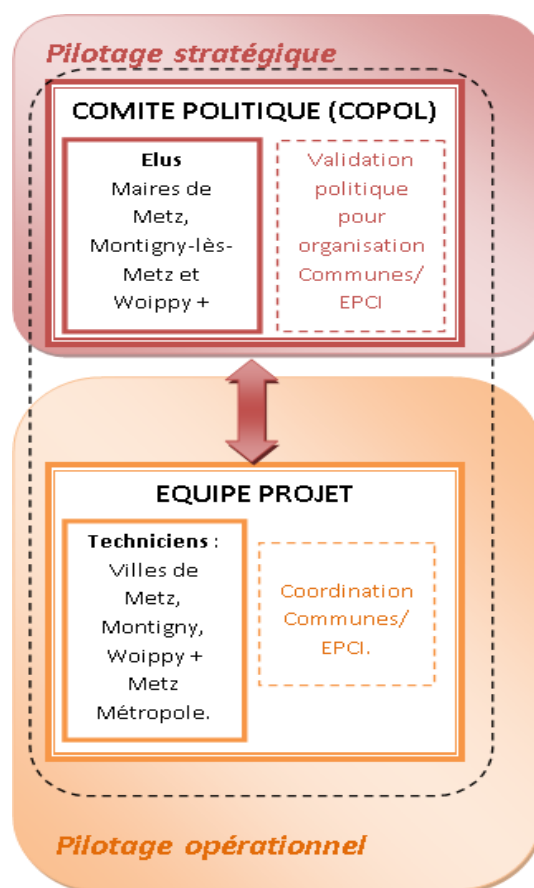 Pilotage stratégique
COMITE POLITIQUE (COPOL)
Elus
Maires de
Metz,
Montigny-lès-
Metz et
Woippy +
Validation
politique
pour
organisation
Communes/
EPCI
EQUIPE PROJET
Techniciens :
Villes de
Metz,
Montigny,
Woippy +
Metz
Métropole.
Coordination
Communes/
EPCI.
Pilotage opérationnel